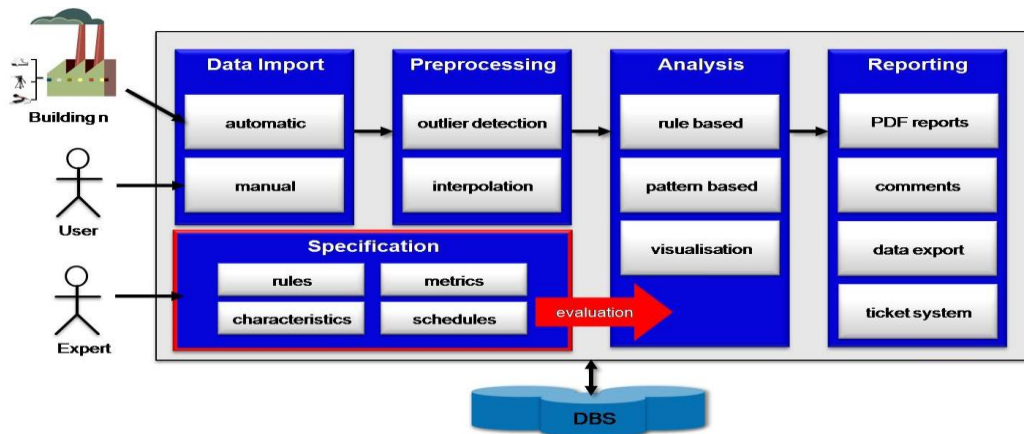 Building n
User
Expert
Data Import
automatic
manual
Preprocessing
outlier detection
interpolation
Analysis
rule based
pattern based
visualisation
Reporting
PDF reports
comments
data export
ticket system
Specification
rules
metrics
characteristics
schedules
evaluation
DBS